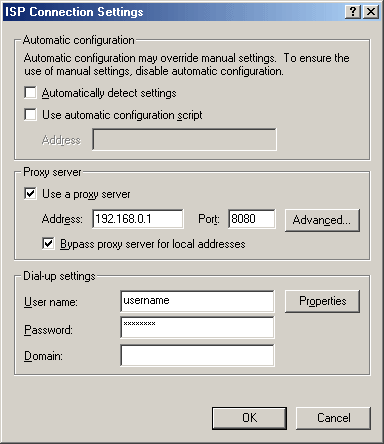 ISP Connection Settings
Automatic configuration
Automatic configuration may override manual settings. To ensure the
use of manual settings, disable automatic configuration.
Automatically detect settings
Use automatic configuration script
Address
Proxy server
Use a proxy server
Address: 192.168.0.1 Port: 8080 Advanced...
Bypass proxy server for local addresses
Dial-up settings
User name: username Properties
Password: xxxxxxxx
Domain:
OK Cancel